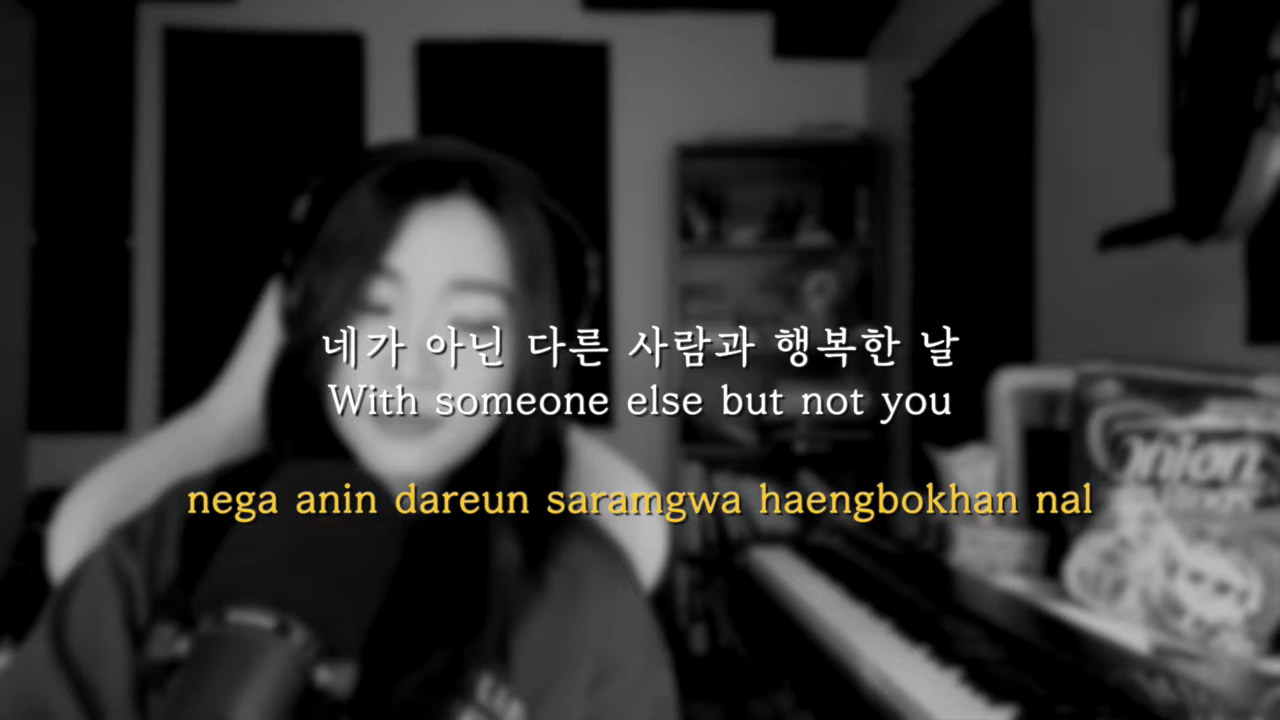 네가 아닌 다른 사람과 행복한 날
With someone else but not you
nega anin dareun saramgwa haengbokhan nal